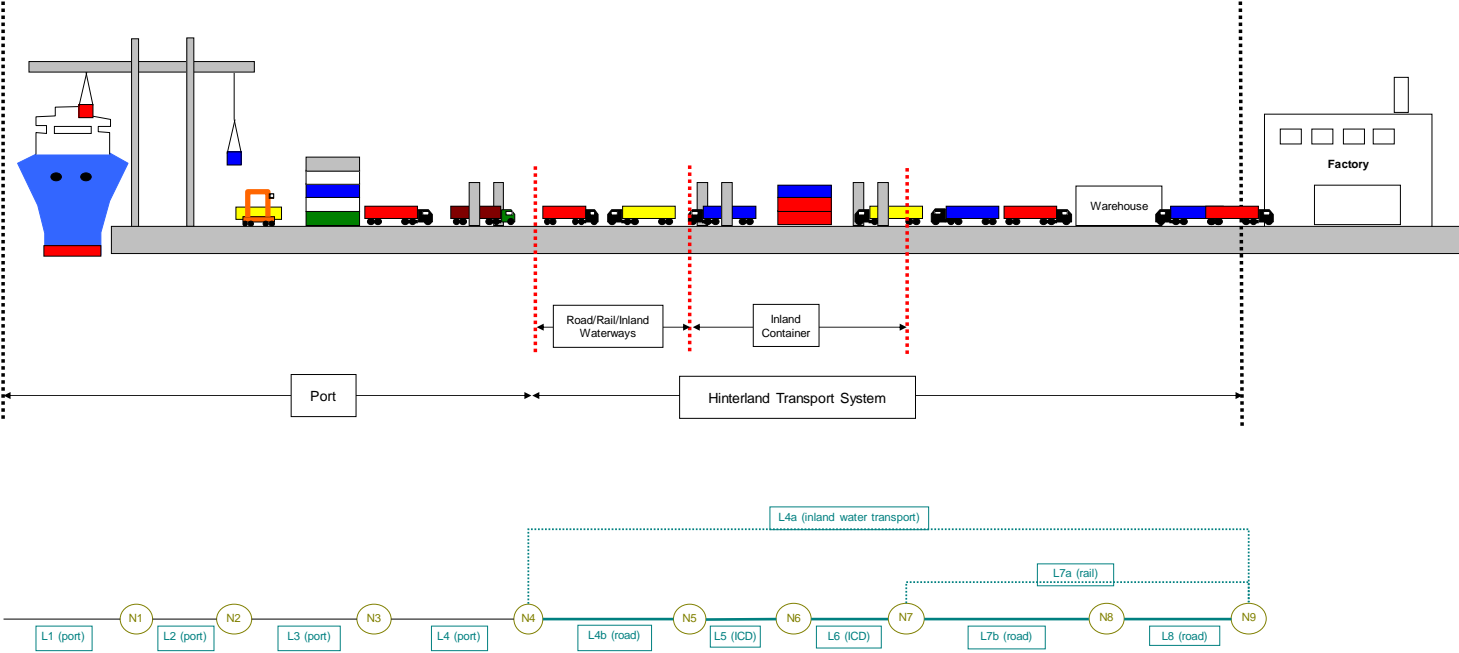 Factory
Warehouse
Road/Rail/Inland
Waterways
Inland
Container
Port
Hinterland Transport System
L4a (inland water transport)
L7a (rail)
N1
N2
N3
N4
N5
N6
N7
N8
N9
L1 (port)
L2 (port)
L3 (port)
L4 (port)
L4b (road)
L5 (ICD)
L6 (ICD)
L7b (road)
L8 (road)